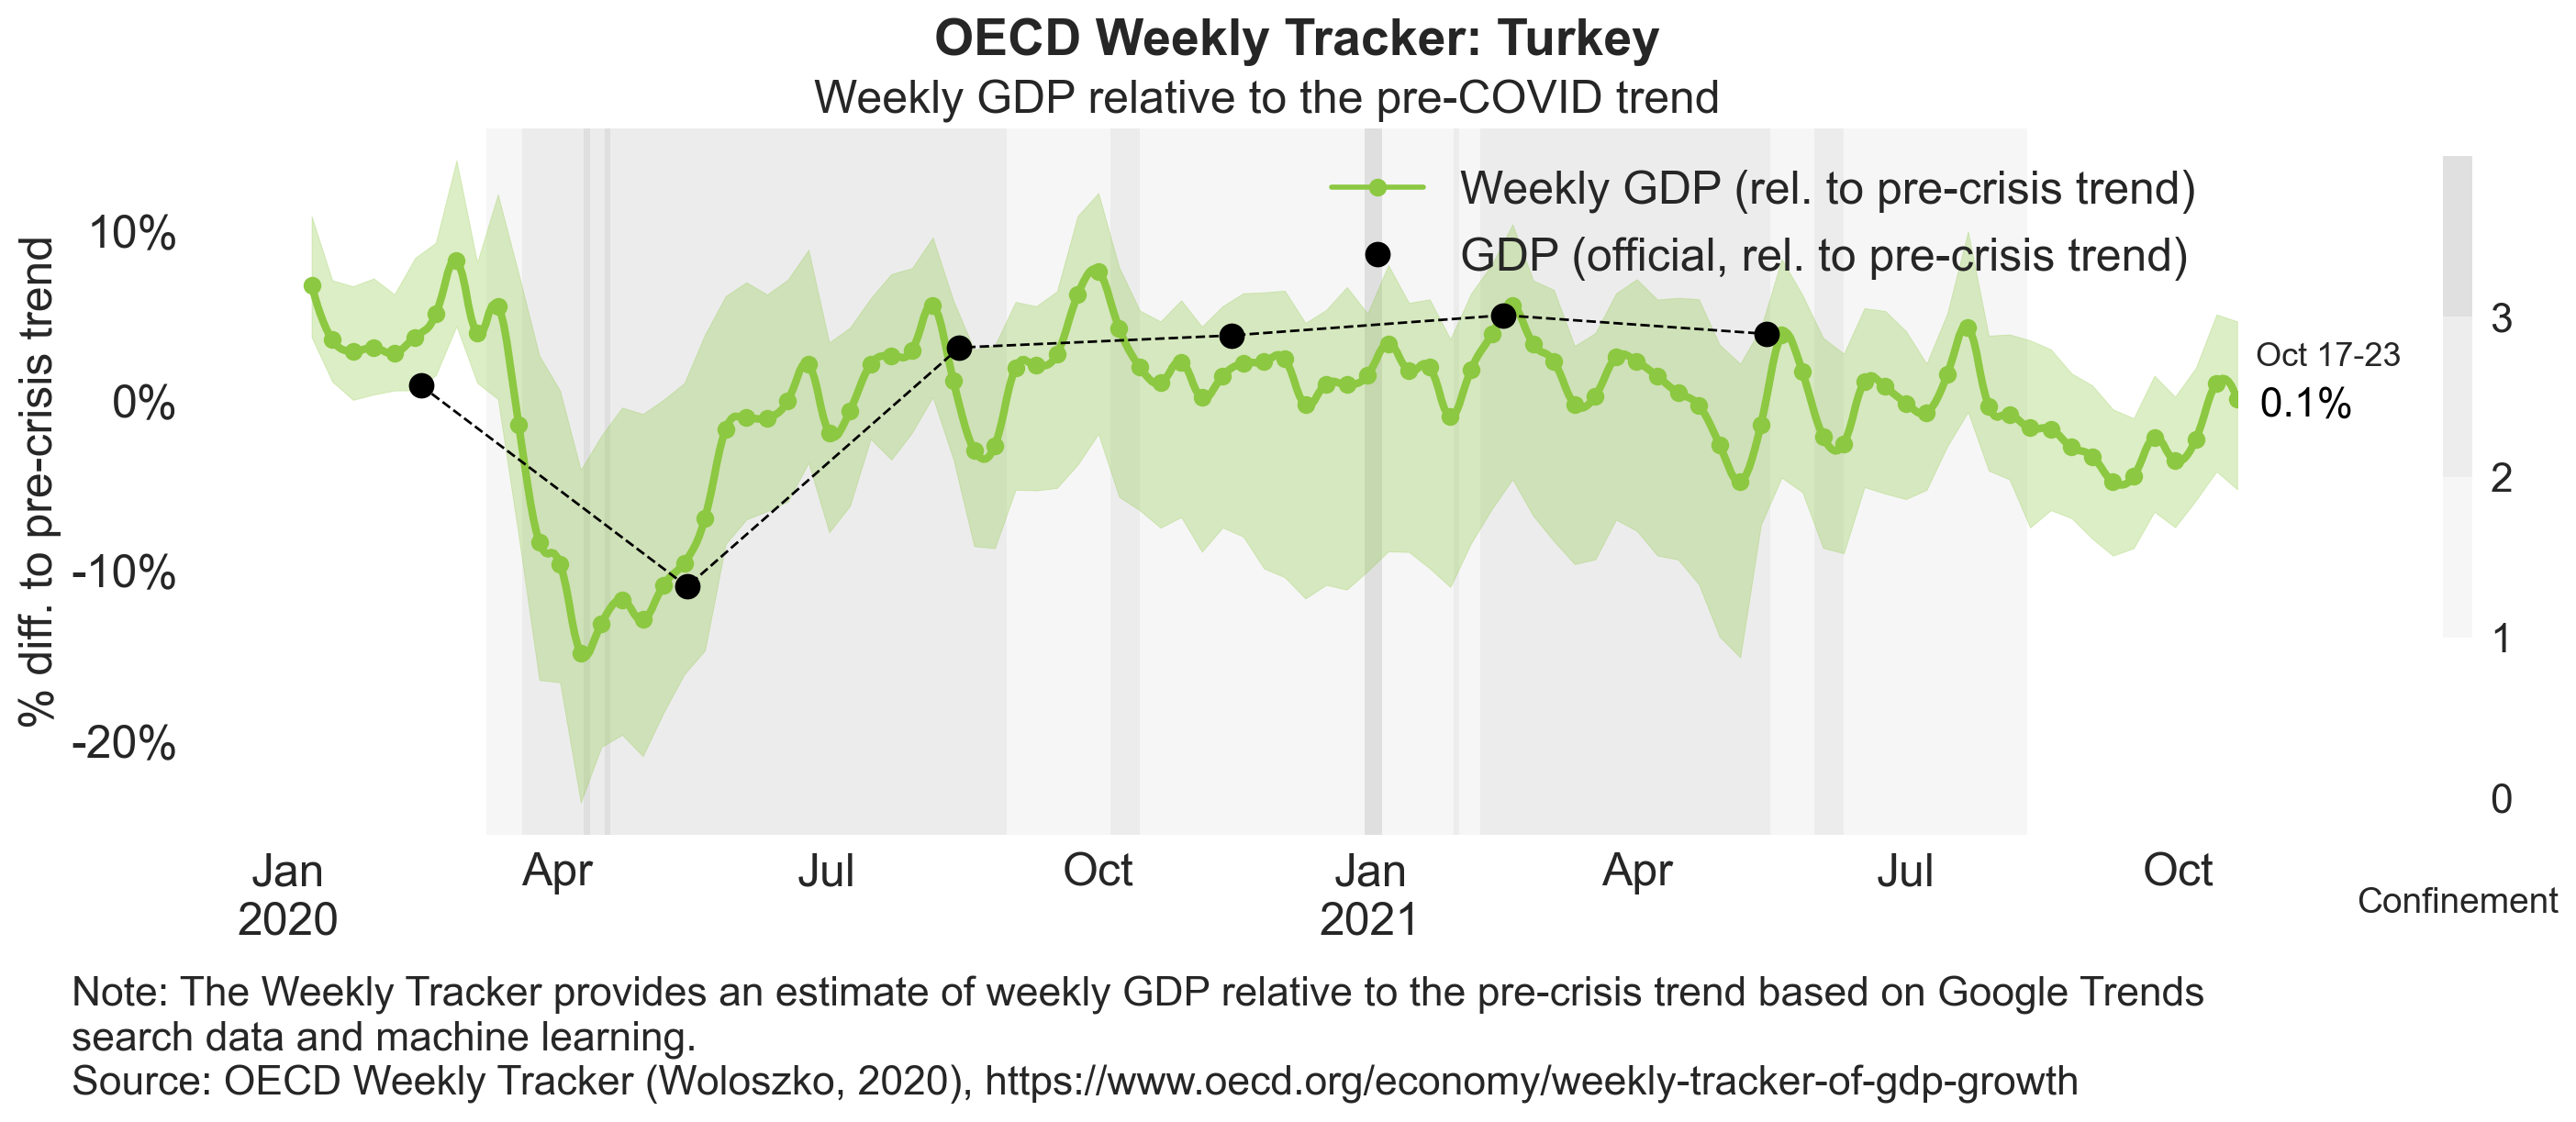 OECD Weekly Tracker: Turkey
Weekly GDP relative to the pre-COVID trend
% diff. to pre-crisis trend
10%
0%
-10%
-20%
Weekly GDP (rel. to pre-crisis trend)
GDP (official, rel. to pre-crisis trend)
Oct 17-23
0.1%
3
2
1
0
Confinement
Jan Apr Jul Oct Jan Apr Jul Oct
2020 2021
Note: The Weekly Tracker provides an estimate of weekly GDP relative to the pre-crisis trend based on Google Trends
search data and machine learning.
Source: OECD Weekly Tracker (Woloszko, 2020), https://www.oecd.org/economy/weekly-tracker-of-gdp-growth